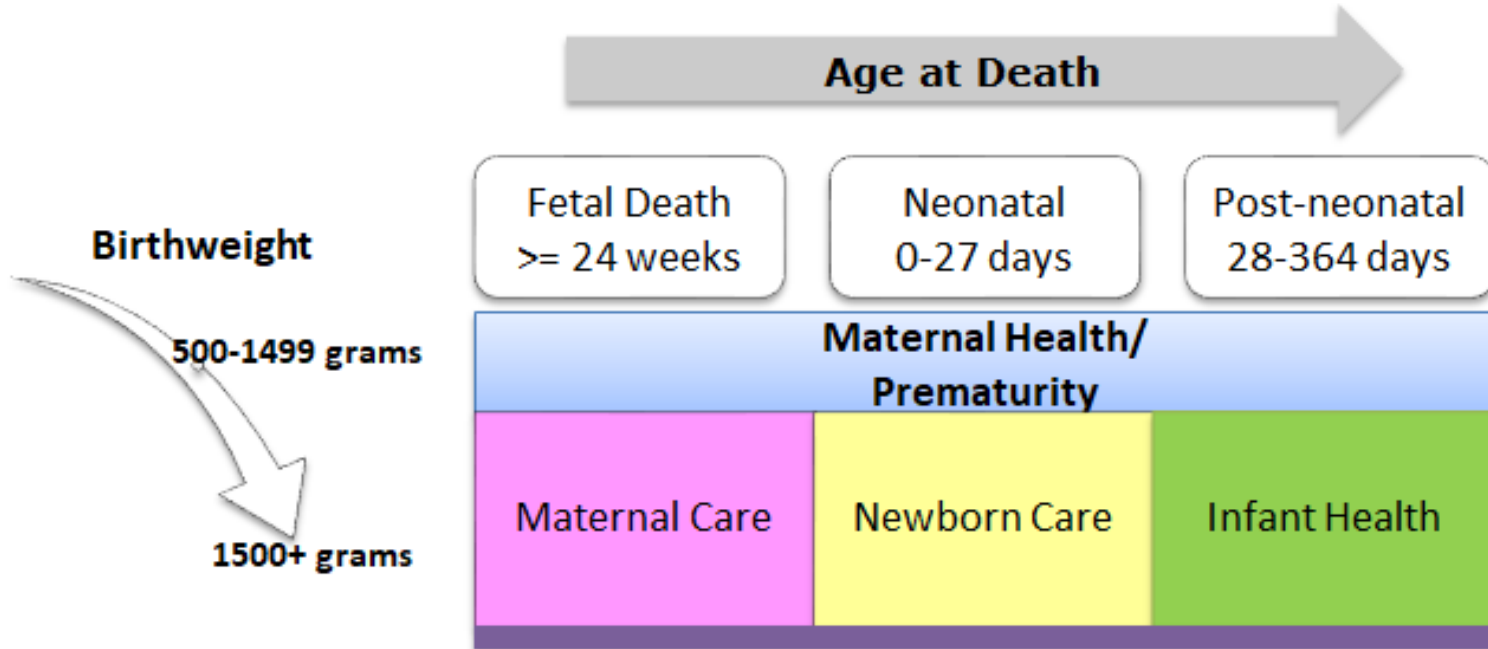 Age at Death
Fetal Death
>= 24 weeks
Neonatal
0-27 days
Post-neonatal
28-364 days
Birthweight
500-1499 grams
Maternal Health/
Prematurity
Maternal Care
Newborn Care
Infant Health
1500+ grams